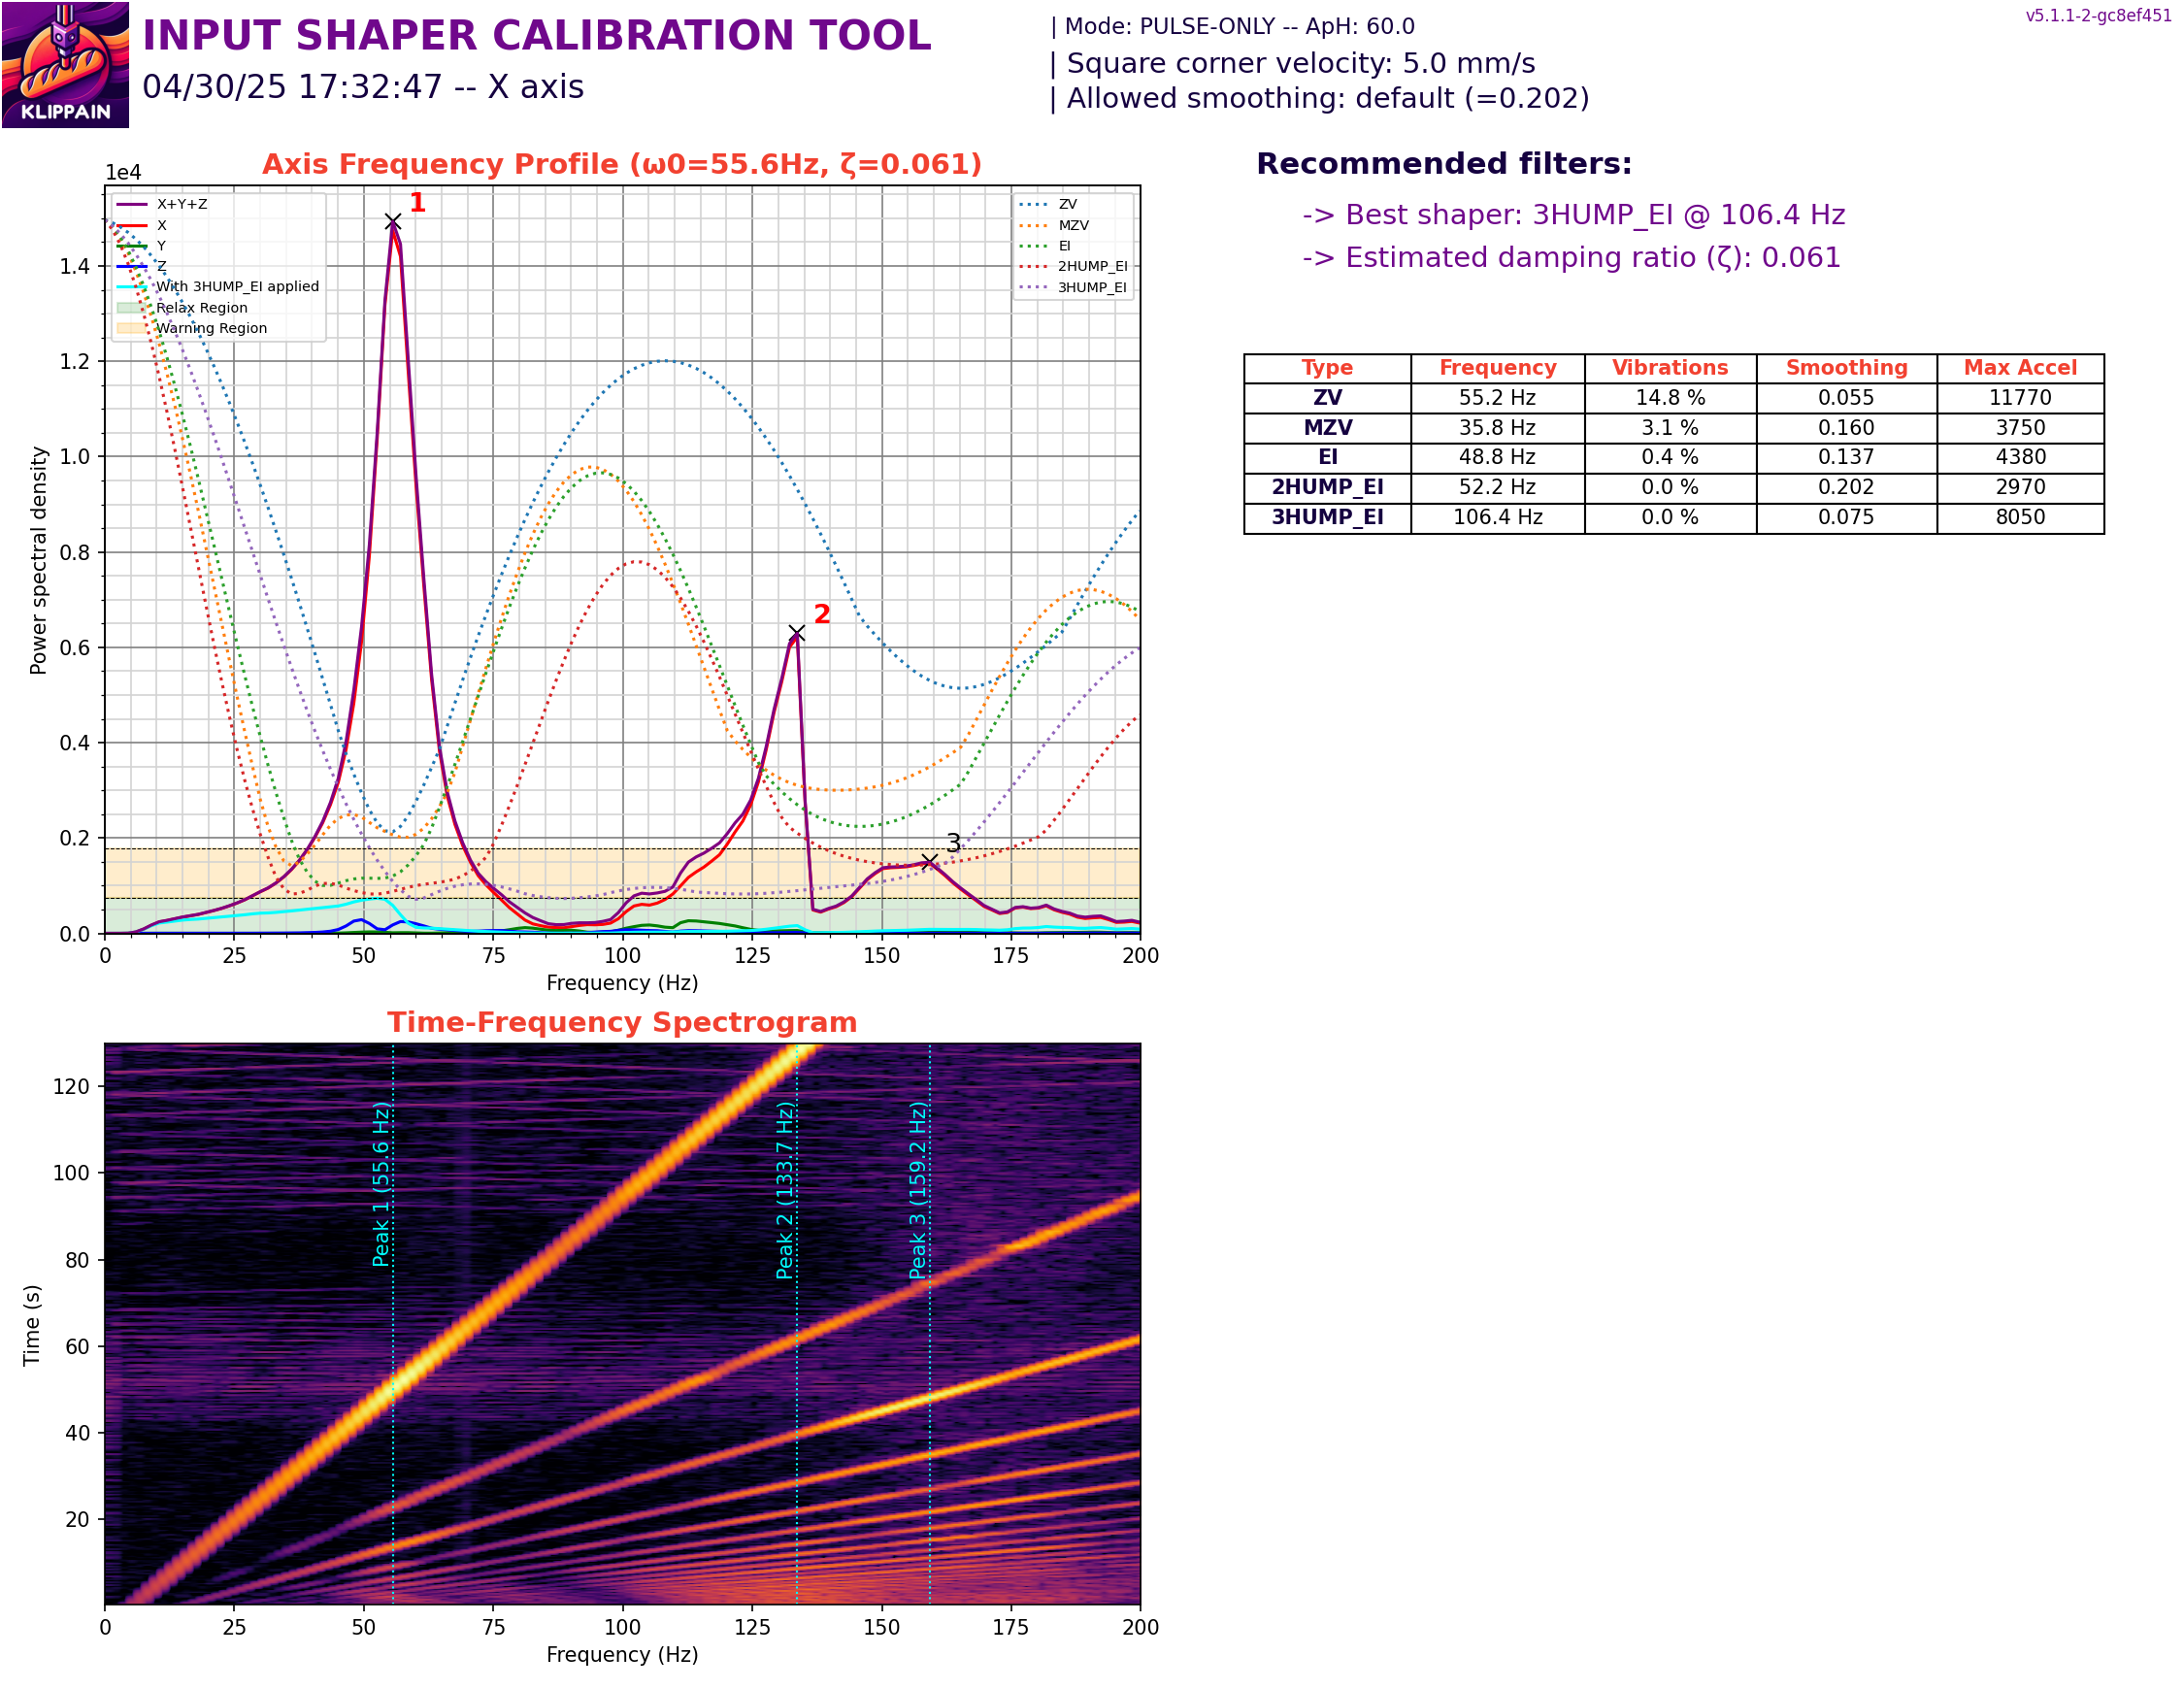 KLIPPAIN
INPUT SHAPER CALIBRATION TOOL
04/30/25 17:32:47 -- X axis
| Mode: PULSE-ONLY -- ApH: 60.0
| Square corner velocity: 5.0 mm/s
| Allowed smoothing: default (=0.202)
v5.1.1-2-gc8ef451
Axis Frequency Profile (ω0=55.6Hz, ζ=0.061)
1e4
X+Y+Z
X
Y
Z
With 3HUMP_EI applied
Relax Region
Warning Region
ZV
MZV
EI
2HUMP_EI
3HUMP_EI
1
2
3
Power spectral density
1.4
1.2
1.0
0.8
0.6
0.4
0.2
0.0
0 25 50 75 100 125 150 175 200
Frequency (Hz)
Recommended filters:
-> Best shaper: 3HUMP_EI @ 106.4 Hz
-> Estimated damping ratio (ζ): 0.061
Type Frequency Vibrations Smoothing Max Accel
ZV 55.2 Hz 14.8 % 0.055 11770
MZV 35.8 Hz 3.1 % 0.160 3750
EI 48.8 Hz 0.4 % 0.137 4380
2HUMP_EI 52.2 Hz 0.0 % 0.202 2970
3HUMP_EI 106.4 Hz 0.0 % 0.075 8050
Time-Frequency Spectrogram
Time (s)
120
100
80
60
40
20
Peak 1 (55.6 Hz)
Peak 2 (133.7 Hz)
Peak 3 (159.2 Hz)
0 25 50 75 100 125 150 175 200
Frequency (Hz)